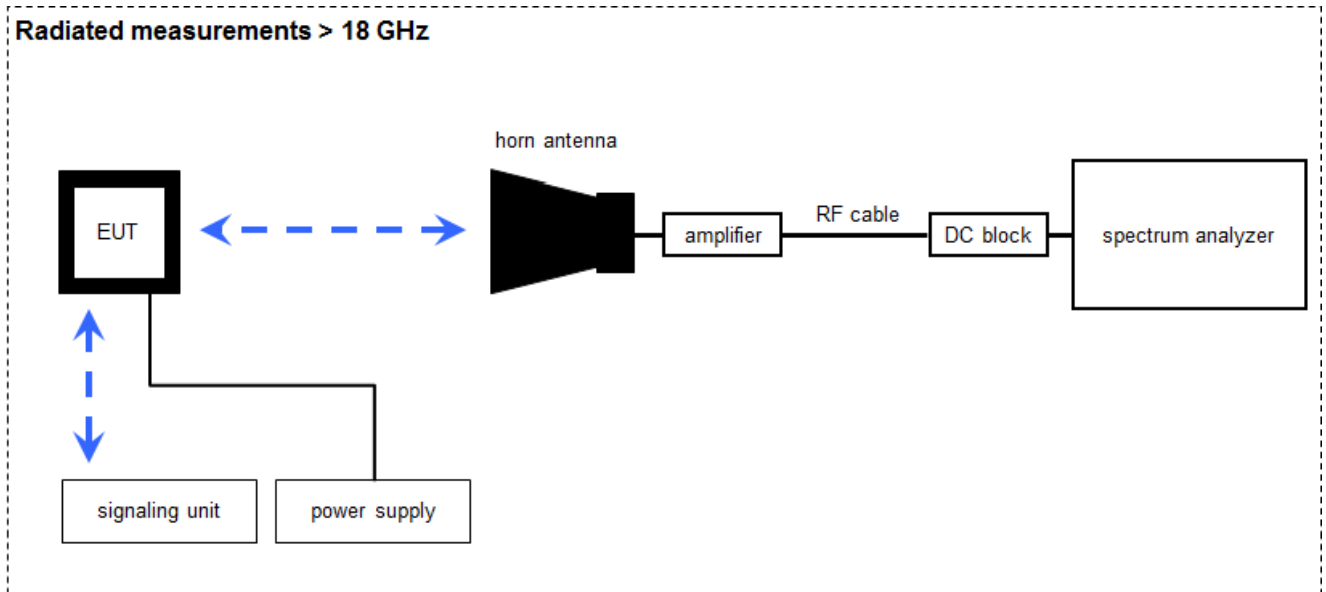 Radiated measurements > 18 GHz
horn antenna
EUT
amplifier
RF cable
DC block
spectrum analyzer
signaling unit
power supply